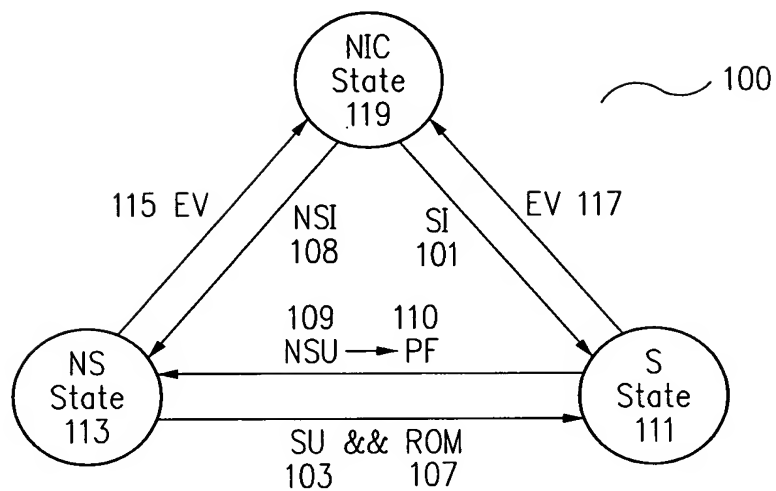 NIC
State
119
100
115 EV
EV 117
NSI
108
SI
101
109 110
NSU PF
NS
State
113
S
State
111
SU && ROM
103 107